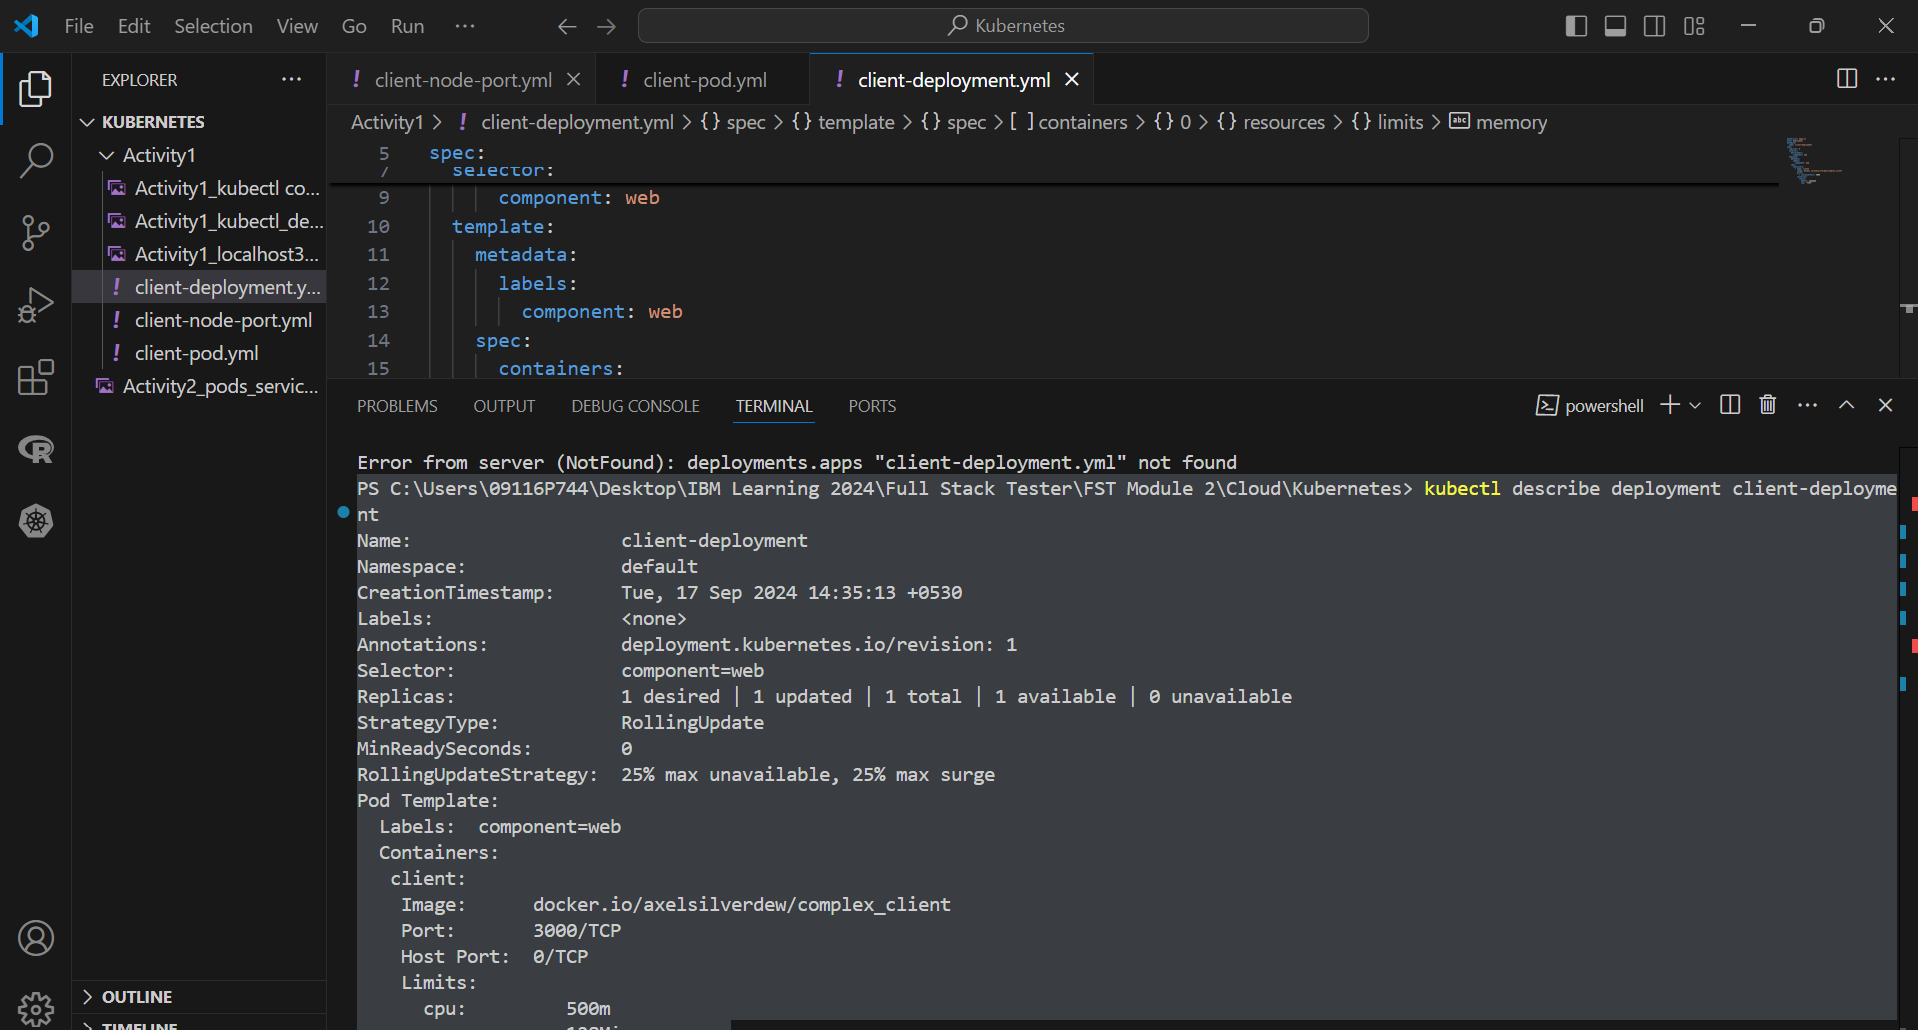 File Edit Selection View Go Run ···
Kubernetes
EXPLORER ···
KUBERNETES
Activity1
Activity1_kubectl co...
Activity1_kubectl_de...
Activity1_localhost3...
! client-deployment.y...
! client-node-port.yml
! client-pod.yml
Activity2_pods_servic...
OUTLINE
TIMELINE
! client-node-port.yml
! client-pod.yml
! client-deployment.yml
Activity1 > ! client-deployment.yml > {} spec > {} template > {} spec > [ ] containers > {} 0 > {} resources > {} limits > abc memory
5 spec:
7 selector:
9 component: web
10 template:
11 metadata:
12 labels:
13 component: web
14 spec:
15 containers:
PROBLEMS OUTPUT DEBUG CONSOLE TERMINAL PORTS
powershell
Error from server (NotFound): deployments.apps "client-deployment.yml" not found
PS C:\Users\09116P744\Desktop\IBM Learning 2024\Full Stack Tester\FST Module 2\Cloud\Kubernetes> kubectl describe deployment client-deployme
nt
Name: client-deployment
Namespace: default
CreationTimestamp: Tue, 17 Sep 2024 14:35:13 +0530
Labels: <none>
Annotations: deployment.kubernetes.io/revision: 1
Selector: component=web
Replicas: 1 desired | 1 updated | 1 total | 1 available | 0 unavailable
StrategyType: RollingUpdate
MinReadySeconds: 0
RollingUpdateStrategy: 25% max unavailable, 25% max surge
Pod Template:
Labels: component=web
Containers:
client:
Image: docker.io/axelsilverdew/complex_client
Port: 3000/TCP
Host Port: 0/TCP
Limits:
cpu: 500m